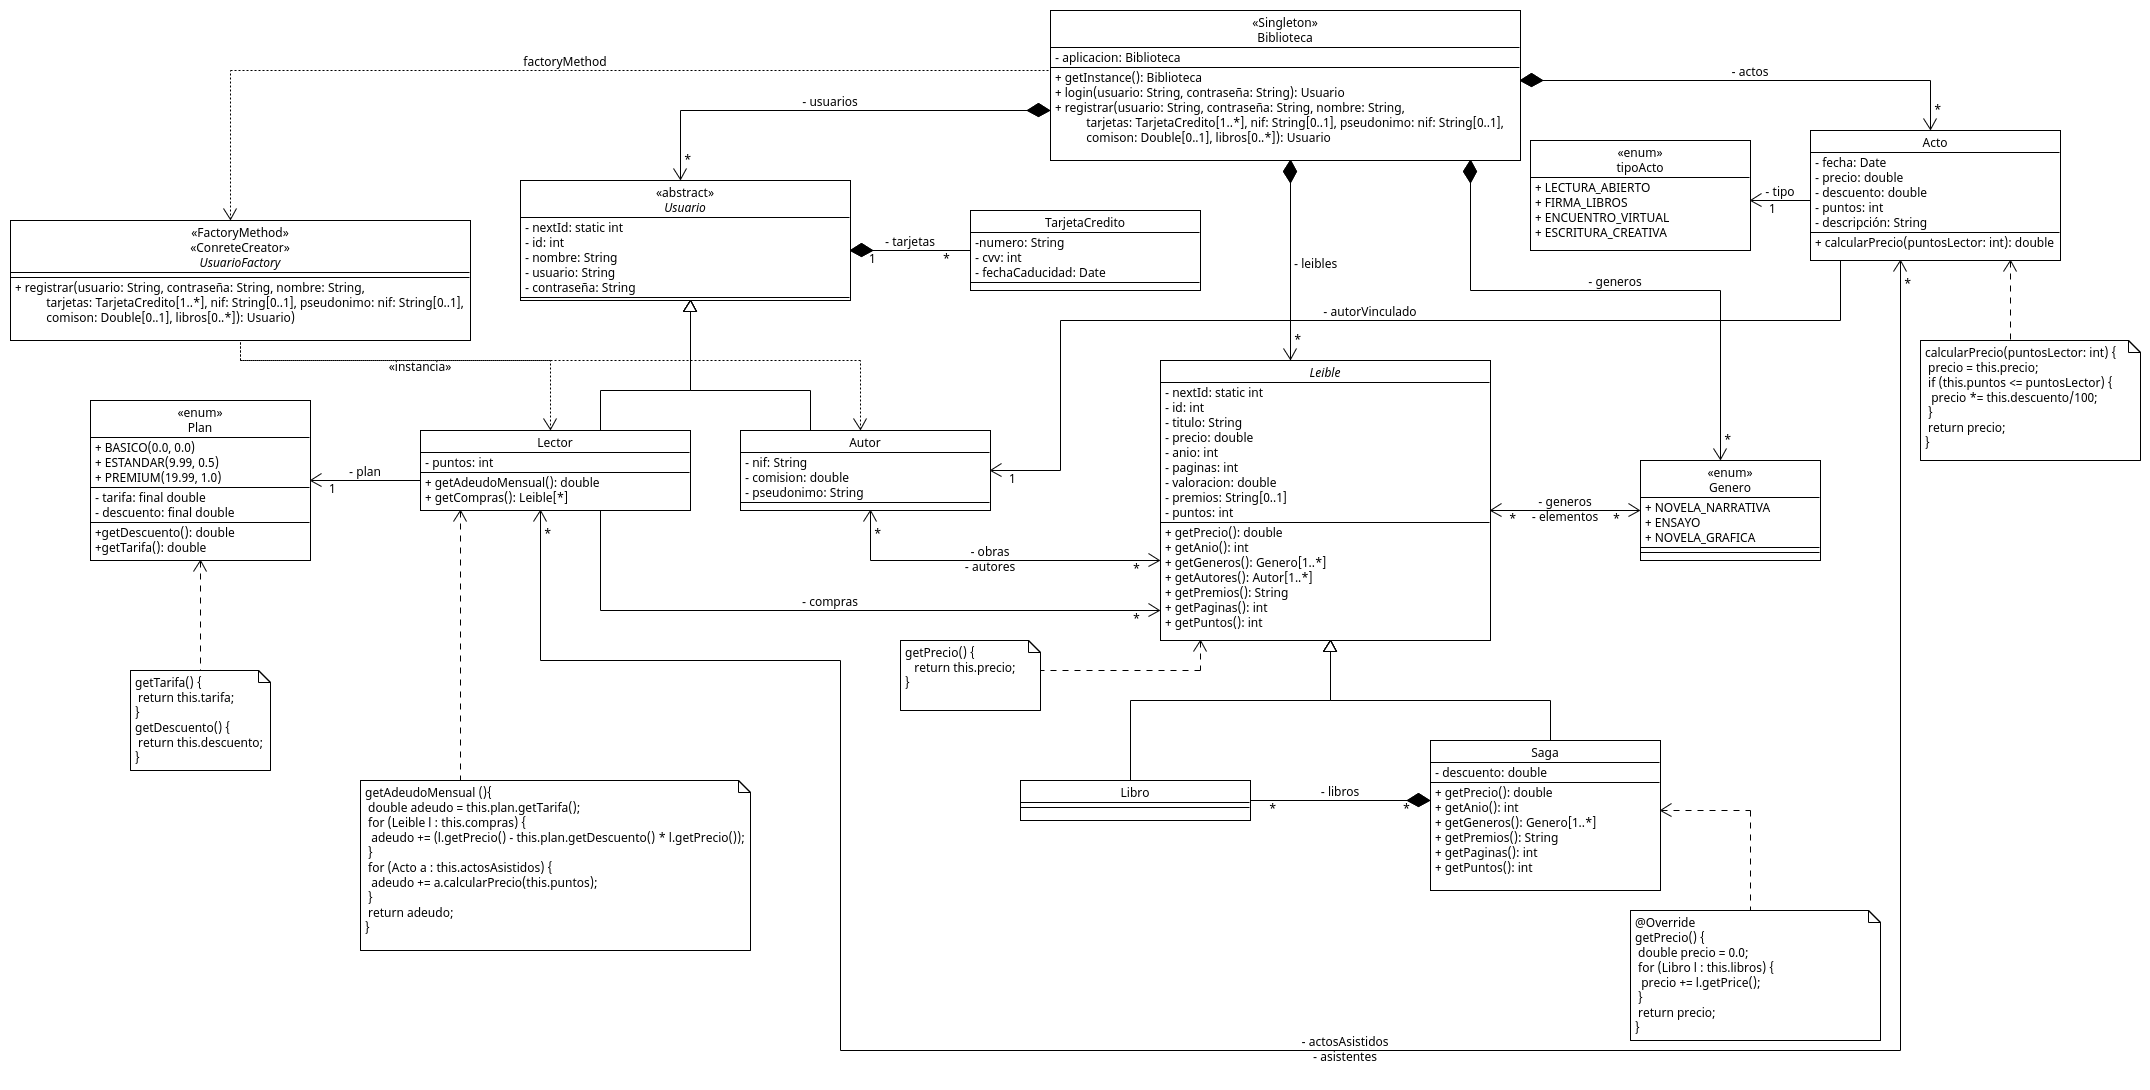 «Singleton»
Biblioteca
- aplicacion: Biblioteca
+ getInstance(): Biblioteca
+ login(usuario: String, contraseña: String): Usuario
+ registrar(usuario: String, contraseña: String, nombre: String,
tarjetas: TarjetaCredito[1..*], nif: String[0..1], pseudonimo: nif: String[0..1],
comison: Double[0..1], libros[0..*]): Usuario
factoryMethod
- usuarios
*
- actos
*
- leibles
*
- generos
*
«FactoryMethod»
«ConreteCreator»
UsuarioFactory
+ registrar(usuario: String, contraseña: String, nombre: String,
tarjetas: TarjetaCredito[1..*], nif: String[0..1], pseudonimo: nif: String[0..1],
comison: Double[0..1], libros[0..*]): Usuario)
«instancia»
«abstract»
Usuario
- nextId: static int
- id: int
- nombre: String
- usuario: String
- contraseña: String
- tarjetas
1
*
TarjetaCredito
-numero: String
- cvv: int
- fechaCaducidad: Date
«enum»
tipoActo
+ LECTURA_ABIERTO
+ FIRMA_LIBROS
+ ENCUENTRO_VIRTUAL
+ ESCRITURA_CREATIVA
- tipo
1
Acto
- fecha: Date
- precio: double
- descuento: double
- puntos: int
- descripción: String
+ calcularPrecio(puntosLector: int): double
*
- autorVinculado
1
calcularPrecio(puntosLector: int) {
precio = this.precio;
if (this.puntos <= puntosLector) {
precio *= this.descuento/100;
}
return precio;
}
«enum»
Plan
+ BASICO(0.0, 0.0)
+ ESTANDAR(9.99, 0.5)
+ PREMIUM(19.99, 1.0)
- tarifa: final double
- descuento: final double
+getDescuento(): double
+getTarifa(): double
- plan
1
Lector
- puntos: int
+ getAdeudoMensual(): double
+ getCompras(): Leible[*]
*
Autor
- nif: String
- comision: double
- pseudonimo: String
*
- obras
- autores
*
- compras
*
Leible
- nextId: static int
- id: int
- titulo: String
- precio: double
- anio: int
- paginas: int
- valoracion: double
- premios: String[0..1]
- puntos: int
+ getPrecio(): double
+ getAnio(): int
+ getGeneros(): Genero[1..*]
+ getAutores(): Autor[1..*]
+ getPremios(): String
+ getPaginas(): int
+ getPuntos(): int
- generos
* - elementos *
«enum»
Genero
+ NOVELA_NARRATIVA
+ ENSAYO
+ NOVELA_GRAFICA
getPrecio() {
return this.precio;
}
getTarifa() {
return this.tarifa;
}
getDescuento() {
return this.descuento;
}
getAdeudoMensual (){
double adeudo = this.plan.getTarifa();
for (Leible l : this.compras) {
adeudo += (l.getPrecio() - this.plan.getDescuento() * l.getPrecio());
}
for (Acto a : this.actosAsistidos) {
adeudo += a.calcularPrecio(this.puntos);
}
return adeudo;
}
Libro
- libros
*
*
Saga
- descuento: double
+ getPrecio(): double
+ getAnio(): int
+ getGeneros(): Genero[1..*]
+ getPremios(): String
+ getPaginas(): int
+ getPuntos(): int
@Override
getPrecio() {
double precio = 0.0;
for (Libro l : this.libros) {
precio += l.getPrice();
}
return precio;
}
- actosAsistidos
- asistentes